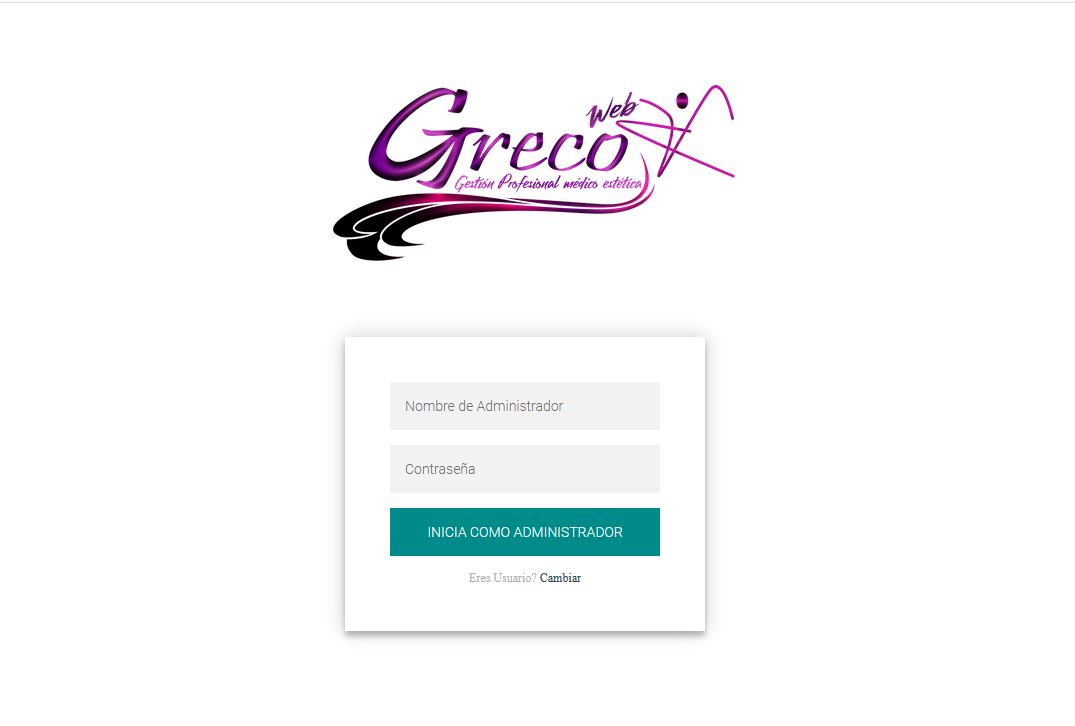 Web
Greco
Gestión Profesional médico estética
Nombre de Administrador
Contraseña
INICIA COMO ADMINISTRADOR
Eres Usuario? Cambiar